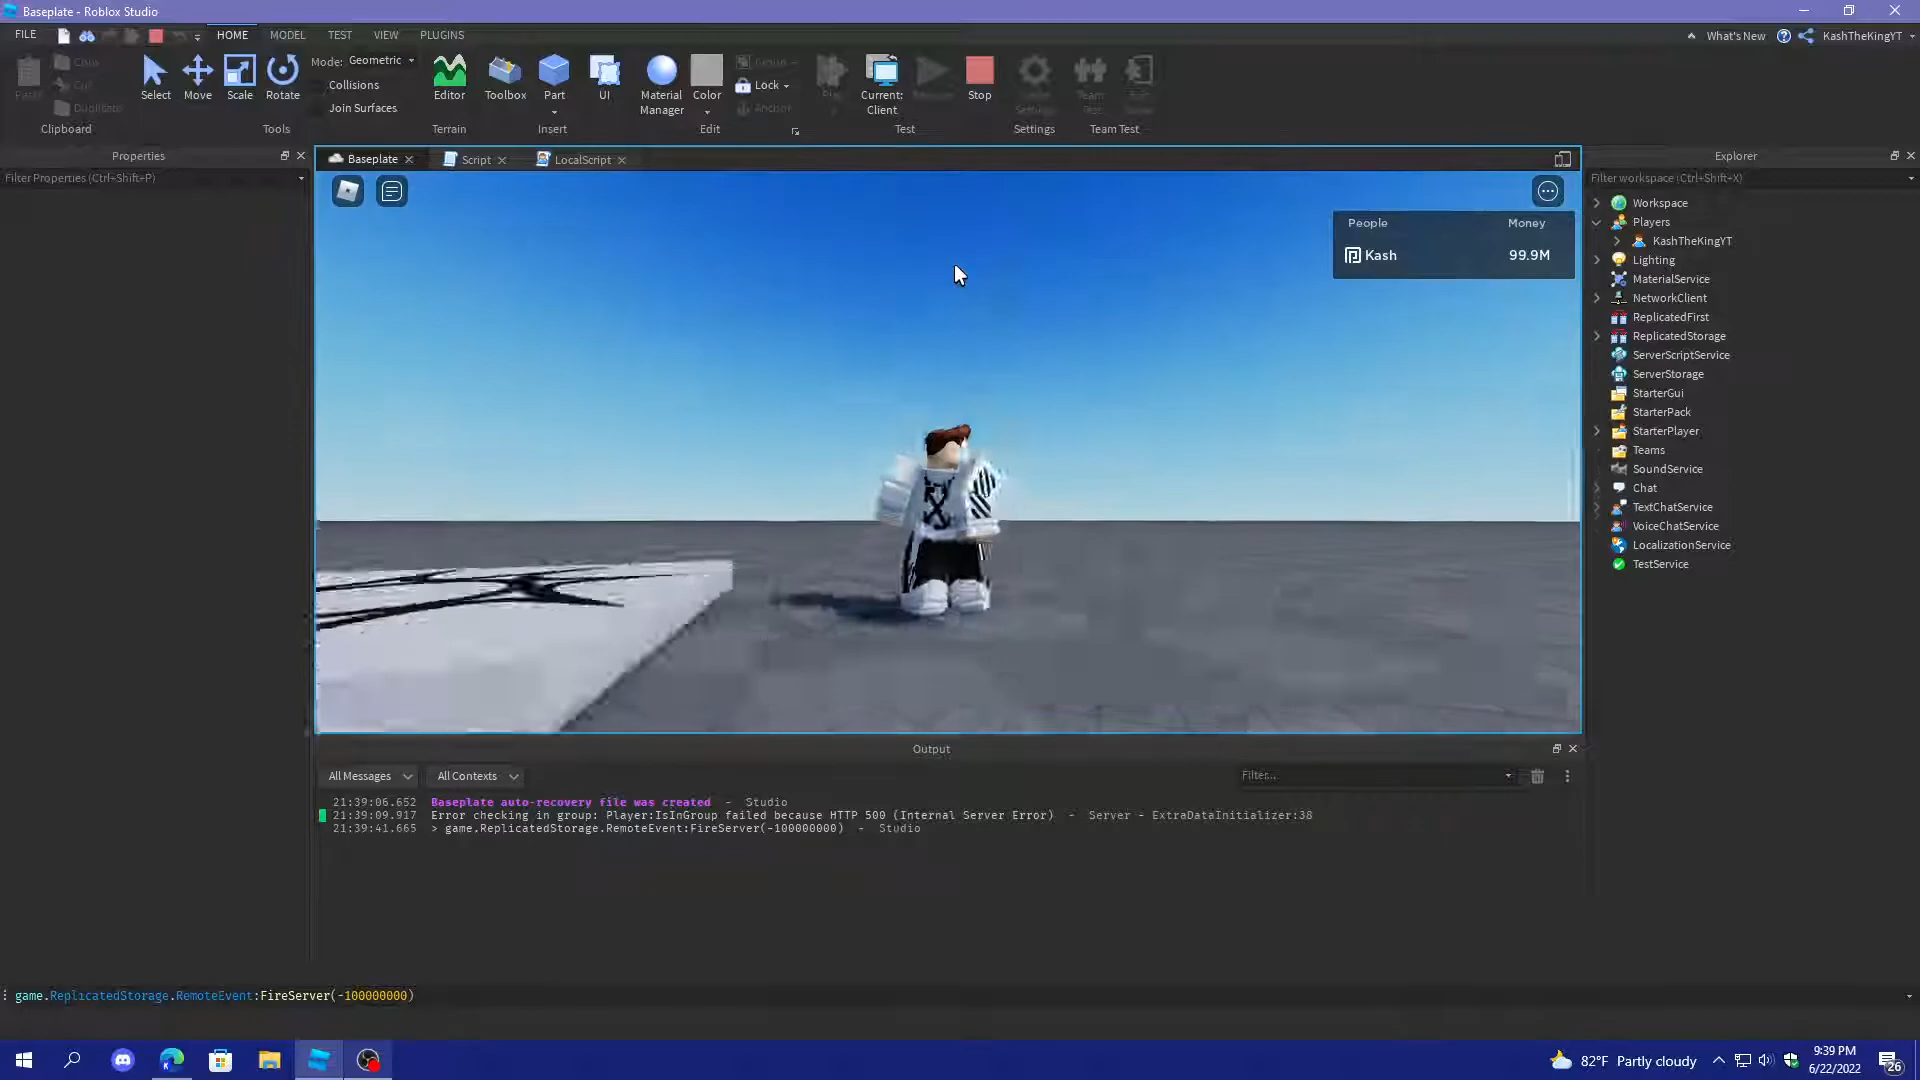 Baseplate - Roblox Studio
FILE
HOME
MODEL
TEST
VIEW
PLUGINS
What's New
KashTheKingYT
Select
Move
Scale
Rotate
Mode: Geometric
Collisions
Join Surfaces
Editor
Toolbox
Part
UI
Material Manager
Color
Group
Lock
Anchor
Current: Client
Stop
Duplicate
Clipboard
Tools
Terrain
Insert
Edit
Test
Settings
Team Test
Properties
Filter Properties (Ctrl+Shift+P)
Baseplate
Script
LocalScript
People Money
Kash 99.9M
Explorer
Filter workspace (Ctrl+Shift+X)
Workspace
Players
KashTheKingYT
Lighting
MaterialService
NetworkClient
ReplicatedFirst
ReplicatedStorage
ServerScriptService
ServerStorage
StarterGui
StarterPack
StarterPlayer
Teams
SoundService
Chat
TextChatService
VoiceChatService
LocalizationService
TestService
Output
All Messages
All Contexts
Filter...
21:39:06.652 Baseplate auto-recovery file was created - Studio
21:39:09.917 Error checking in group: Player:IsInGroup failed because HTTP 500 (Internal Server Error) - Server - ExtraDataInitializer:38
21:39:41.665 > game.ReplicatedStorage.RemoteEvent:FireServer(-100000000) - Studio
game.ReplicatedStorage.RemoteEvent:FireServer(-100000000)
82°F Partly cloudy
9:39 PM
6/22/2022
26